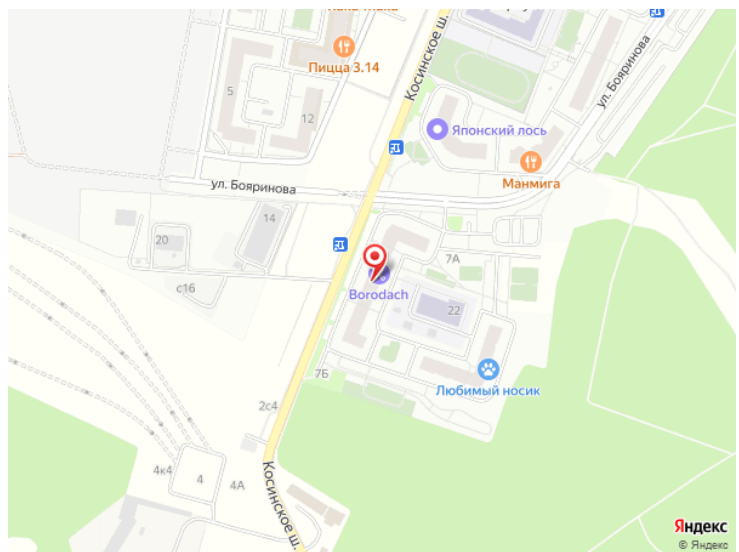 Косинское ш.
Пицца 3.14
5
12
Японский лось
ул. Бояринова
Манмига
ул. Бояринова
14
20
с16
7А
Borodach
22
7Б
Любимый носик
2с4
4к4
4
4А
Косинское ш.
Яндекс
© Яндекс